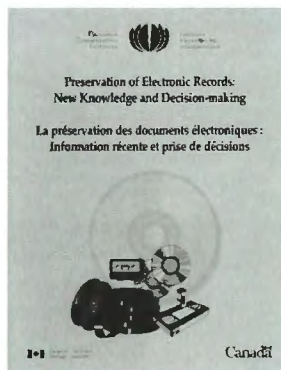 Preservation of Electronic Records:
New Knowledge and Decision-making
La préservation des documents électroniques :
Information récente et prise de décisions
Canada